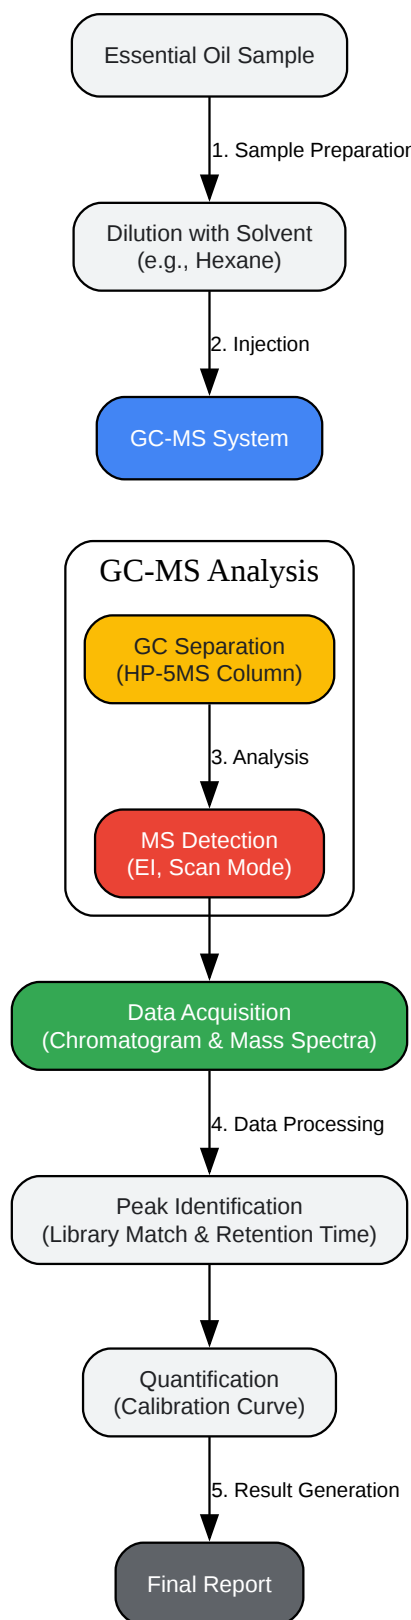 Essential Oil Sample
1. Sample Preparation
Dilution with Solvent
(e.g., Hexane)
2. Injection
GC-MS System
GC-MS Analysis
GC Separation
(HP-5MS Column)
3. Analysis
MS Detection
(EI, Scan Mode)
Data Acquisition
(Chromatogram & Mass Spectra)
4. Data Processing
Peak Identification
(Library Match & Retention Time)
Quantification
(Calibration Curve)
5. Result Generation
Final Report